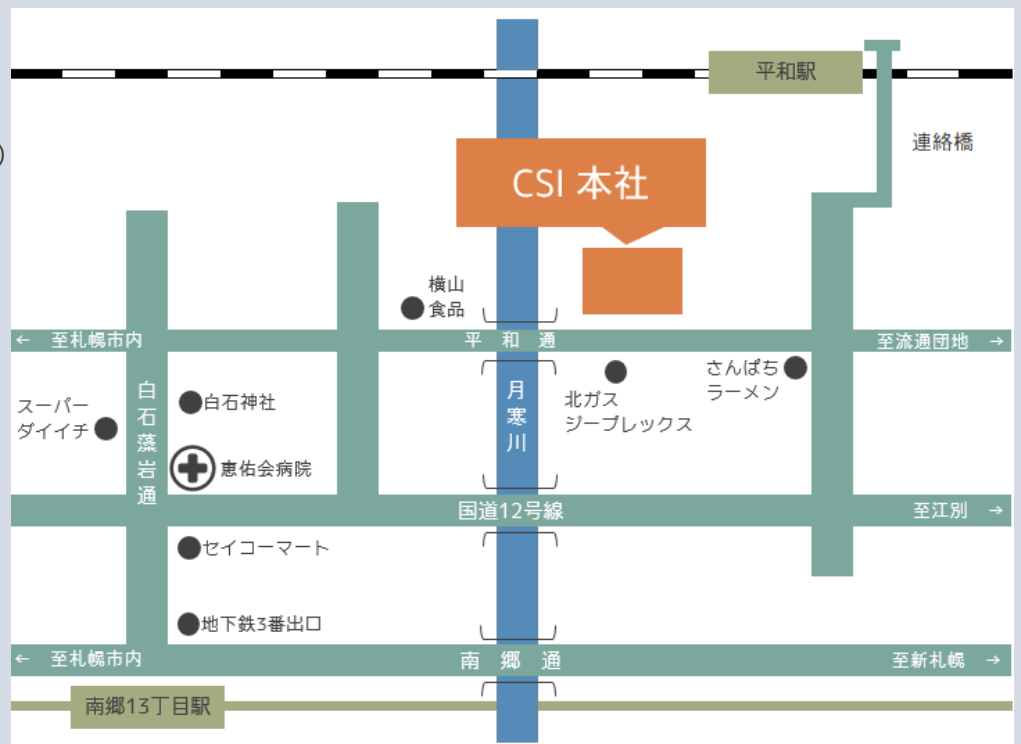 平和駅
連絡橋
)
CSI 本社
横山
食品
← 至札幌市内
平和通
至流通団地 →
さんぱち
ラーメン
北ガス
ジープレックス
白石藻岩通
月寒川
スーパー
ダイイチ
白石神社
恵佑会病院
国道12号線
至江別 →
セイコーマート
地下鉄3番出口
← 至札幌市内
南郷通
至新札幌 →
南郷13丁目駅